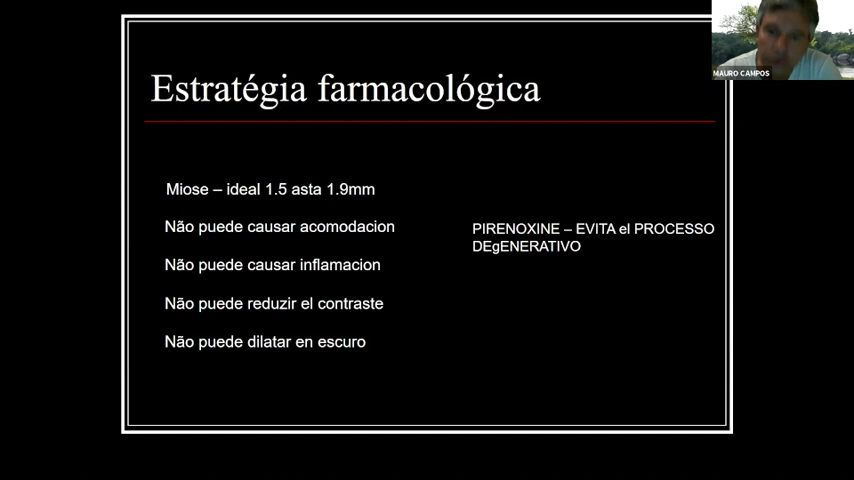 MAURO CAMPOS
Estratégia farmacológica
Miose – ideal 1.5 asta 1.9mm
Não puede causar acomodacion
Não puede causar inflamacion
Não puede reduzir el contraste
Não puede dilatar en escuro
PIRENOXINE – EVITA el PROCESSO
DEgENERATIVO